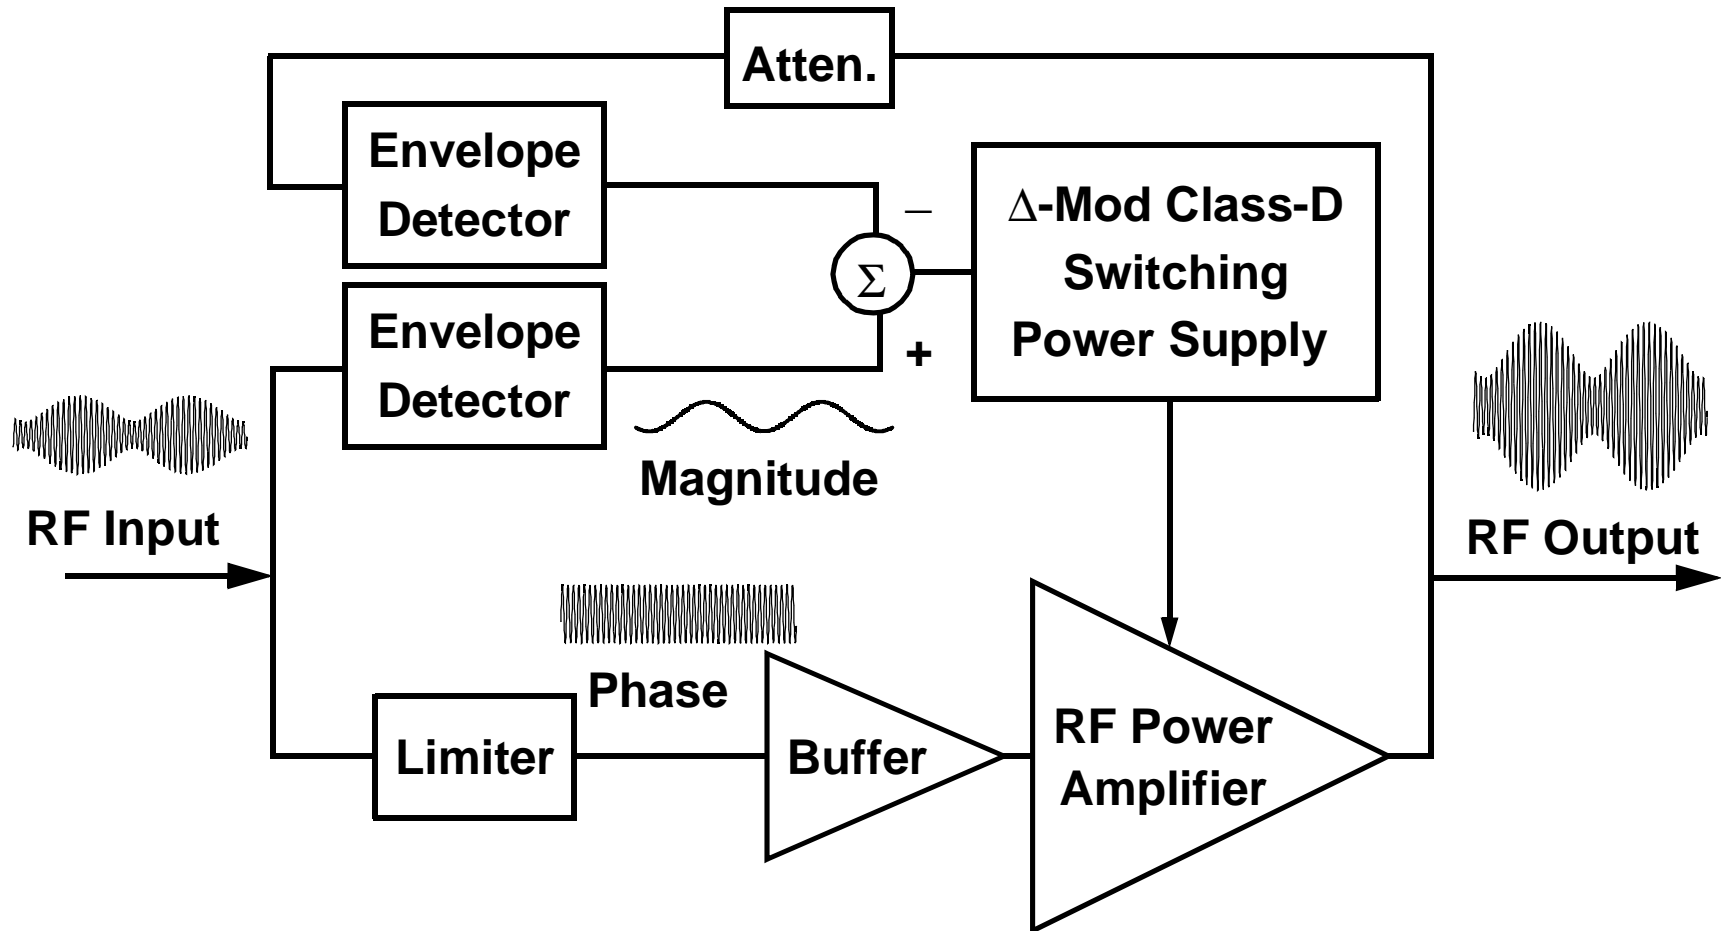 Atten.
Envelope
Detector
−
Δ-Mod Class-D
Switching
Power Supply
Σ
Envelope
Detector
+
Magnitude
RF Input
RF Output
Phase
Limiter
Buffer
RF Power
Amplifier